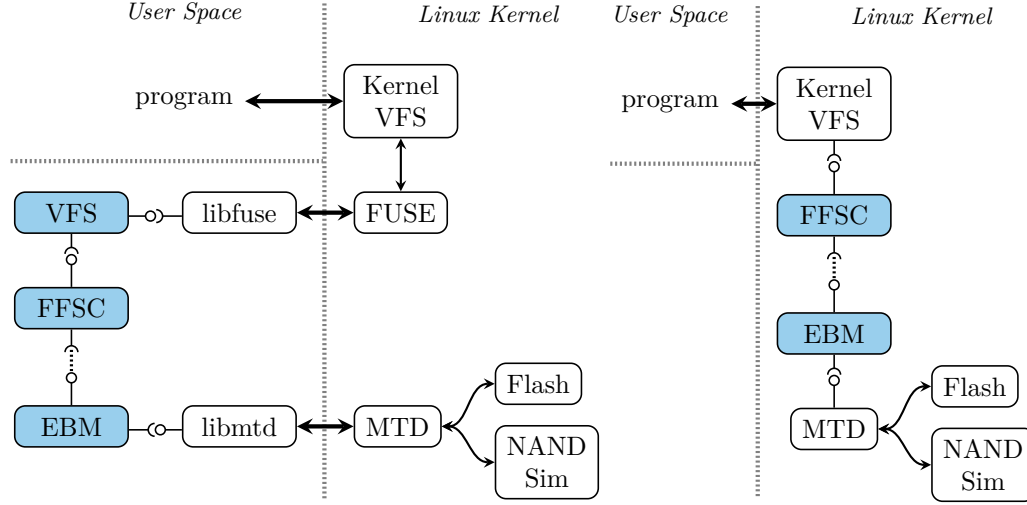 User Space
Linux Kernel
program
Kernel
VFS
VFS
libfuse
FUSE
FFSC
EBM
libmtd
MTD
Flash
NAND
Sim
User Space
Linux Kernel
program
Kernel
VFS
FFSC
EBM
MTD
Flash
NAND
Sim